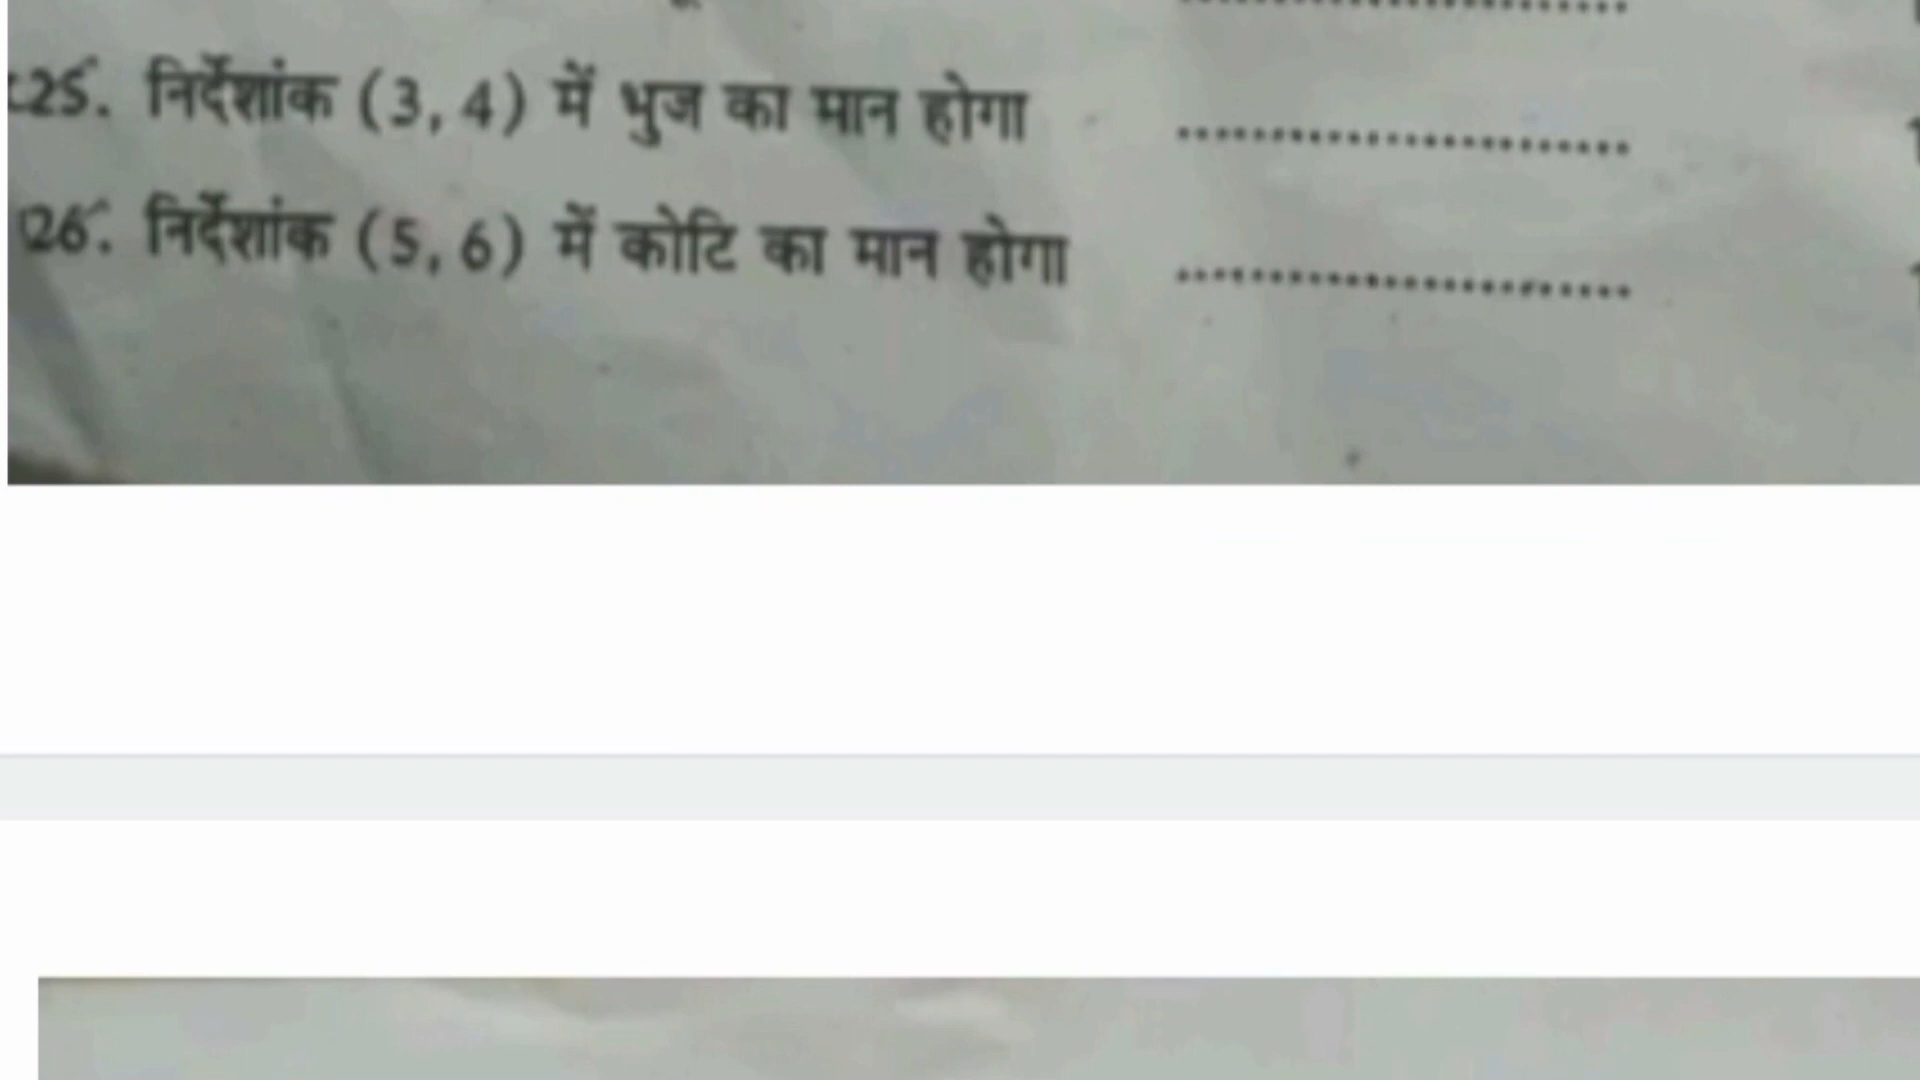 25. निर्देशांक (3, 4) में भुज का मान होगा ........................
26. निर्देशांक (5, 6) में कोटि का मान होगा ........................